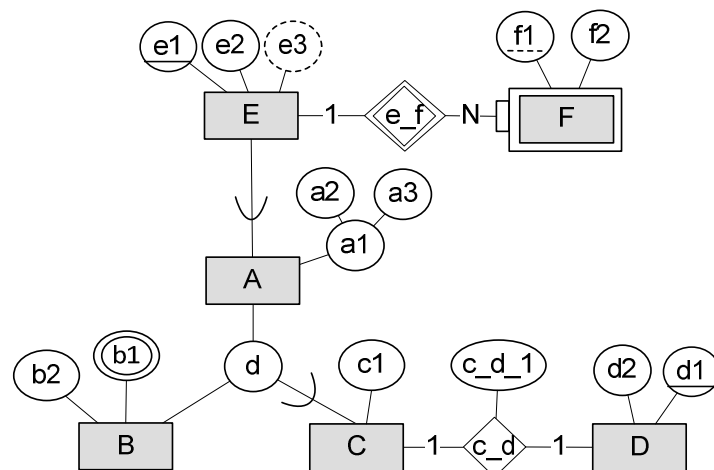 e1 e2 e3 f1 f2
E 1 e_f N F
a2 a3
a1
A
d c1 c_d_1 d2 d1
b2 b1
B C 1 c_d 1 D